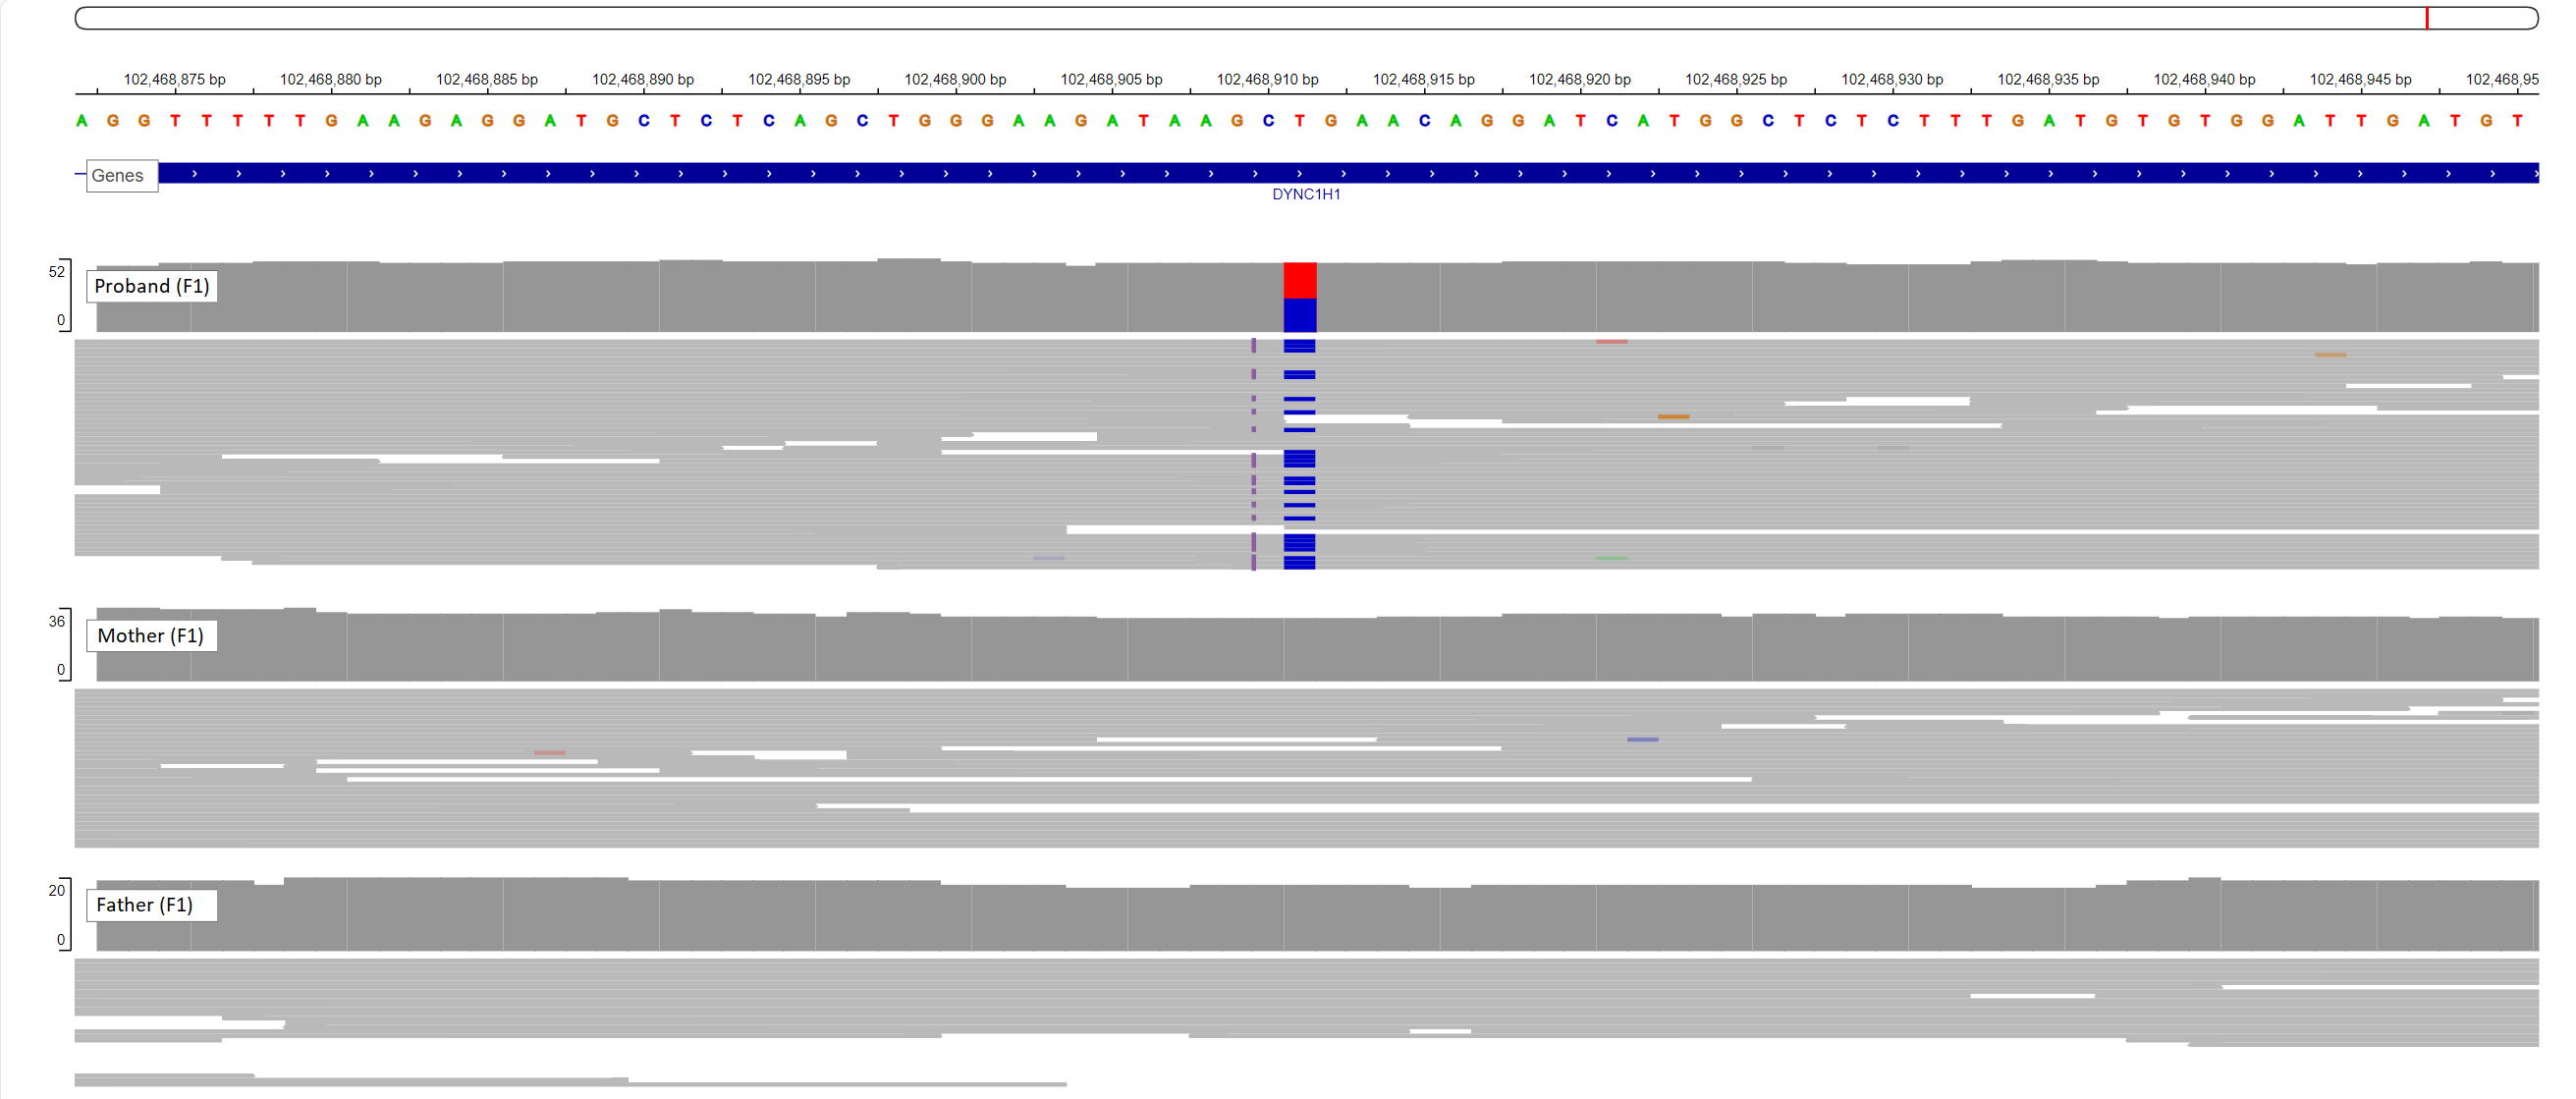 102,468,875 bp 102,468,880 bp 102,468,885 bp 102,468,890 bp 102,468,895 bp 102,468,900 bp 102,468,905 bp 102,468,910 bp 102,468,915 bp 102,468,920 bp 102,468,925 bp 102,468,930 bp 102,468,935 bp 102,468,940 bp 102,468,945 bp 102,468,95
A G G T T T T T G A A G A G G A T G C T C T C A G C T G G G A A G A T A A G C T G A A C A G G A T C A T G G C T C T C T T T G A T G T G T G G A T T G A T G T
Genes
DYNC1H1
52
Proband (F1)
0
36
Mother (F1)
0
20
Father (F1)
0